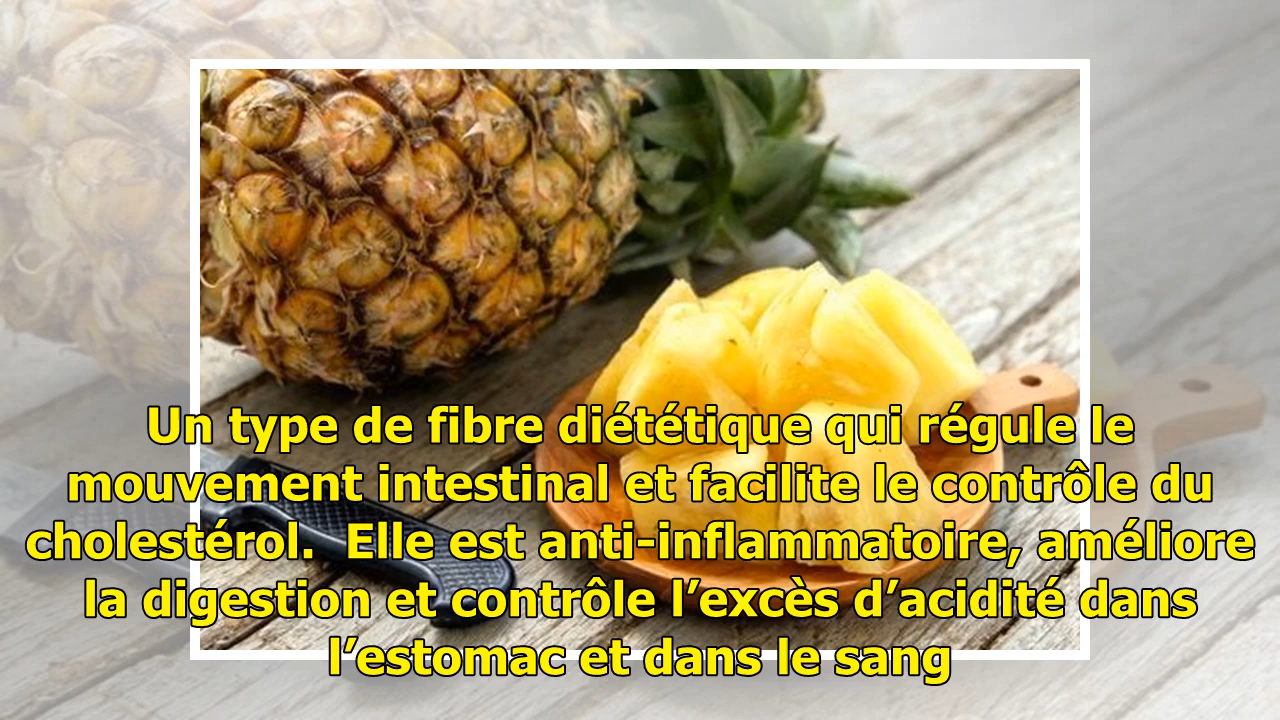 Un type de fibre diététique qui régule le
mouvement intestinal et facilite le contrôle du
cholestérol.  Elle est anti-inflammatoire, améliore
la digestion et contrôle l’excès d’acidité dans
l’estomac et dans le sang